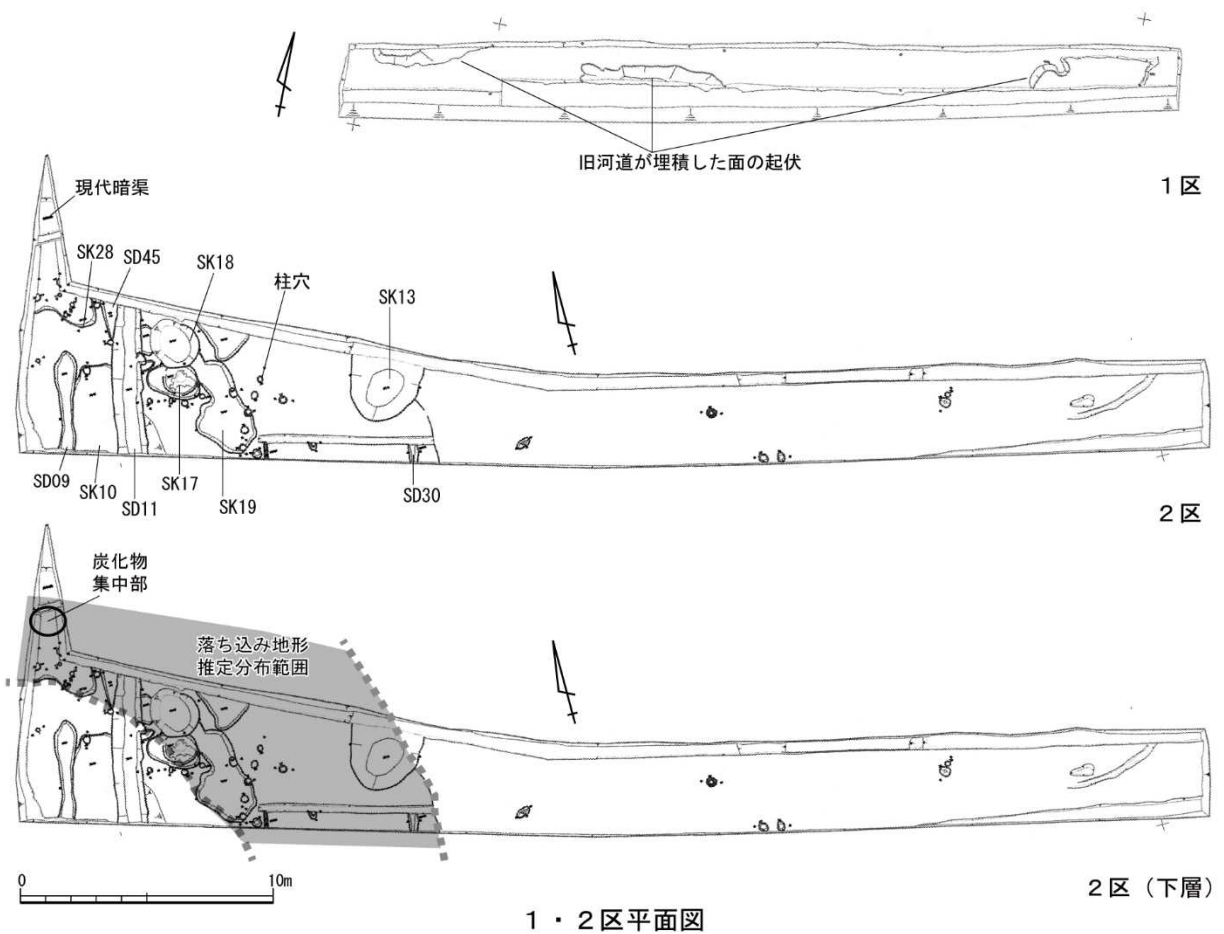 旧河道が埋積した面の起伏
1区
現代暗渠
SK28
SD45
SK18
柱穴
SK13
SD09
SK10
SD11
SK17
SK19
SD30
2区
炭化物
集中部
落ち込み地形
推定分布範囲
2区（下層）
0
10m
1・2区平面図